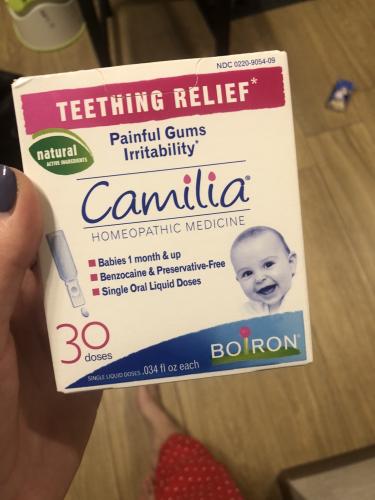 NDC 0220-9054-09
TEETHING RELIEF*
Painful Gums
Irritability*
natural
ACTIVE INGREDIENTS
Camilia®
HOMEOPATHIC MEDICINE
Babies 1 month & up
Benzocaine & Preservative-Free
Single Oral Liquid Doses
30
doses
SINGLE LIQUID DOSES .034 fl oz each
BOIRON®